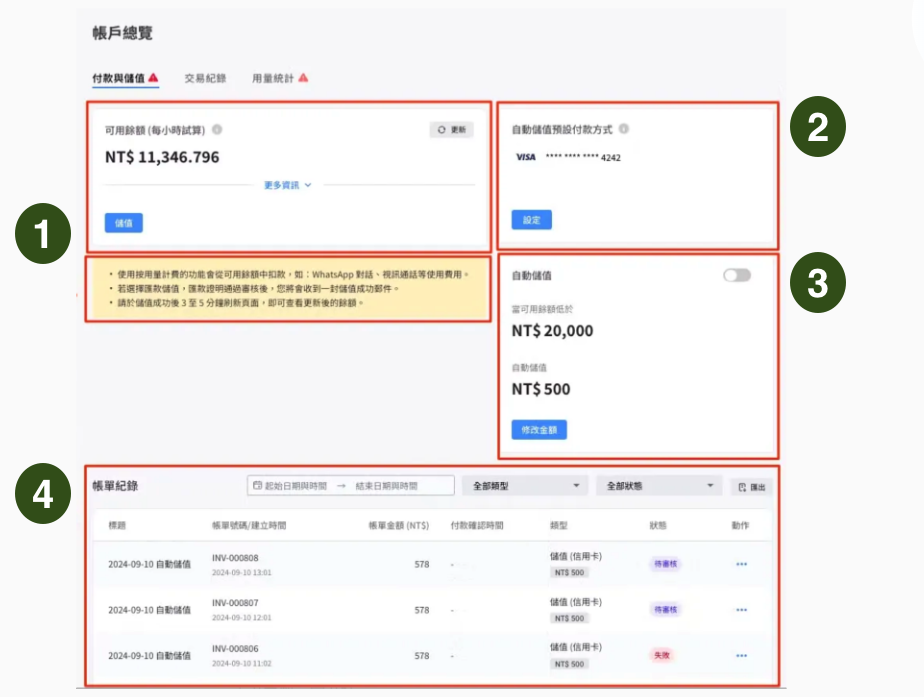 帳戶總覽
付款與儲值 交易紀錄 用量統計
可用餘額 (每小時試算) 更新
NT$ 11,346.796
更多資訊
儲值
1
自動儲值預設付款方式
VISA **** **** **** 4242
設定
2
• 使用按用量計費的功能會從可用餘額中扣款，如：WhatsApp 對話、視訊通話等使用費用。
• 若選擇匯款儲值，匯款證明通過審核後，您將會收到一封儲值成功郵件。
• 請於儲值成功後 3 至 5 分鐘刷新頁面，即可查看更新後的餘額。
自動儲值
當可用餘額低於
NT$ 20,000
自動儲值
NT$ 500
修改金額
3
4
帳單紀錄 起始日期與時間 → 結束日期與時間 全部類型 全部狀態 匯出
標題 帳單號碼/建立時間 帳單金額 (NT$) 付款確認時間 類型 狀態 動作
2024-09-10 自動儲值 INV-000808 578 - 儲值 (信用卡) 待審核 •••
2024-09-10 13:01 NT$ 500
2024-09-10 自動儲值 INV-000807 578 - 儲值 (信用卡) 待審核 •••
2024-09-10 12:01 NT$ 500
2024-09-10 自動儲值 INV-000806 578 - 儲值 (信用卡) 失敗 •••
2024-09-10 11:02 NT$ 500